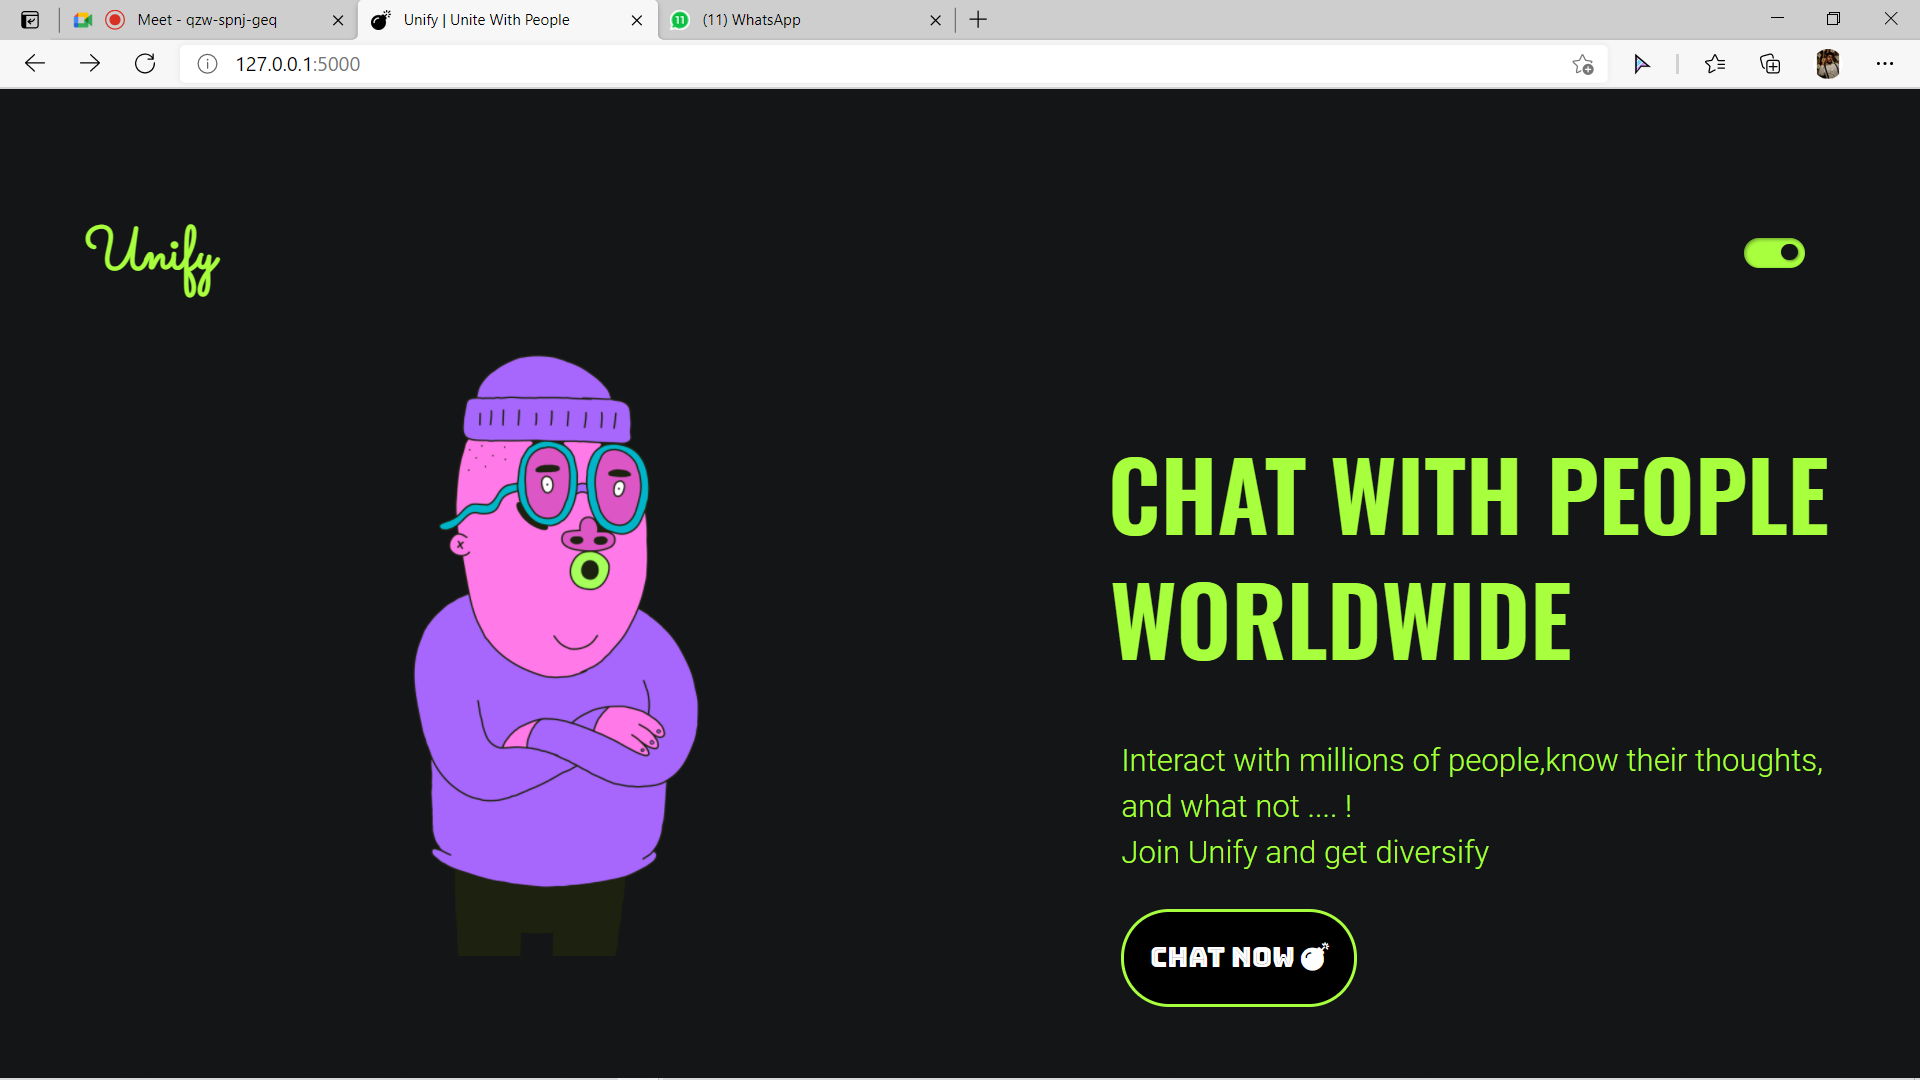 Meet - qzw-spnj-geq
Unify | Unite With People
11
(11) WhatsApp
127.0.0.1:5000
Unify
CHAT WITH PEOPLE
WORLDWIDE
Interact with millions of people,know their thoughts,
and what not .... !
Join Unify and get diversify
CHAT NOW